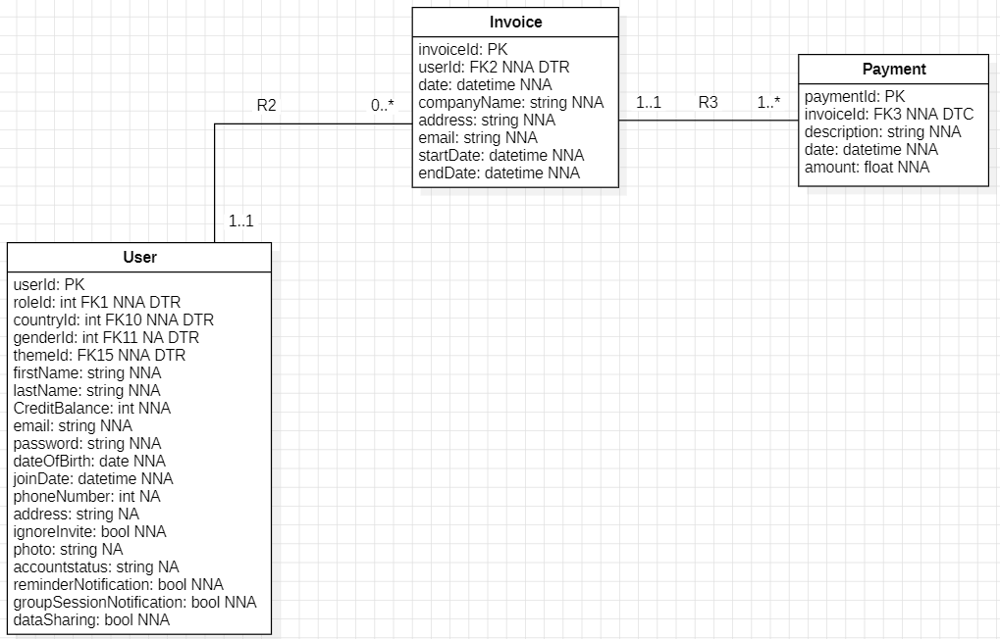 Invoice
invoiceId: PK
userId: FK2 NNA DTR
date: datetime NNA
companyName: string NNA
address: string NNA
email: string NNA
startDate: datetime NNA
endDate: datetime NNA
R2
0..*
1..1
R3
1..*
Payment
paymentId: PK
invoiceId: FK3 NNA DTC
description: string NNA
date: datetime NNA
amount: float NNA
1..1
User
userId: PK
roleId: int FK1 NNA DTR
countryId: int FK10 NNA DTR
genderId: int FK11 NA DTR
themeId: FK15 NNA DTR
firstName: string NNA
lastName: string NNA
CreditBalance: int NNA
email: string NNA
password: string NNA
dateOfBirth: date NNA
joinDate: datetime NNA
phoneNumber: int NA
address: string NA
ignoreInvite: bool NNA
photo: string NA
accountstatus: string NA
reminderNotification: bool NNA
groupSessionNotification: bool NNA
dataSharing: bool NNA